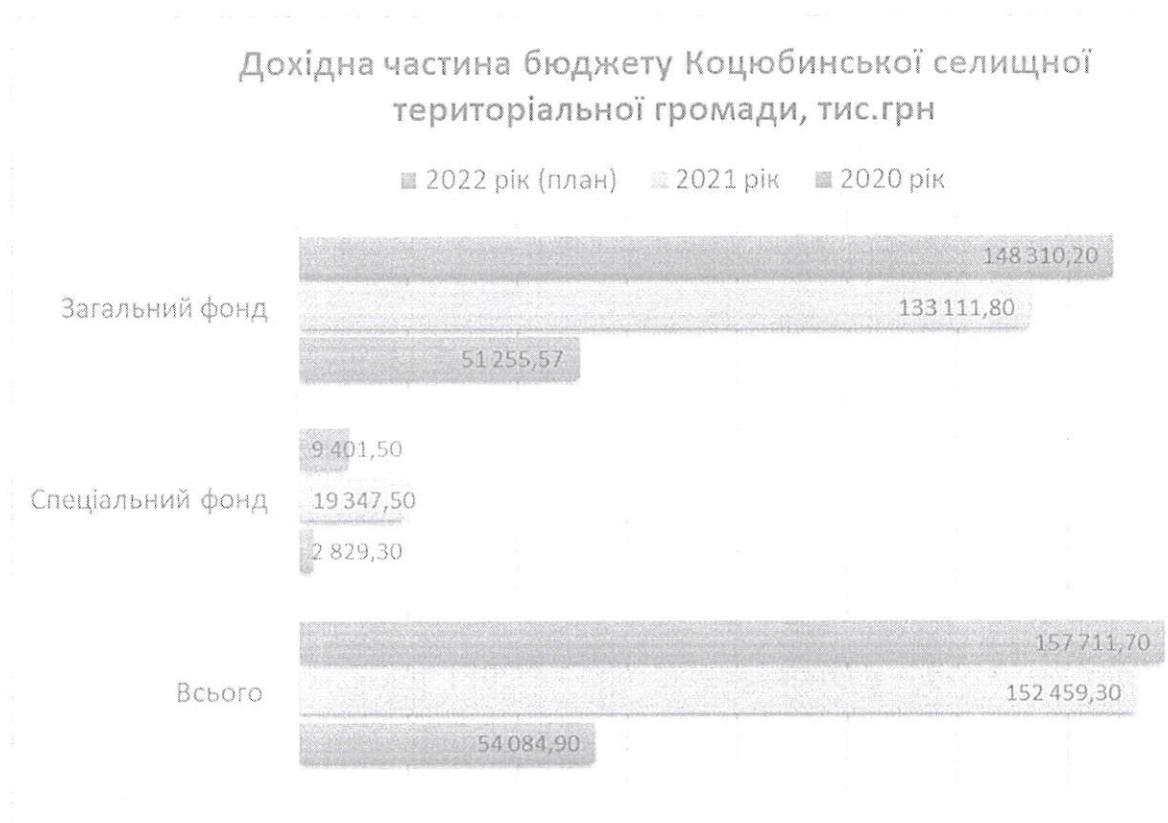 Дохідна частина бюджету Коцюбинської селищної
територіальної громади, тис.грн
2022 рік (план) 2021 рік 2020 рік
148 310,20
Загальний фонд 133 111,80
51 255,57
9 401,50
Спеціальний фонд 19 347,50
2 829,30
157 711,70
Всього 152 459,30
54 084,90